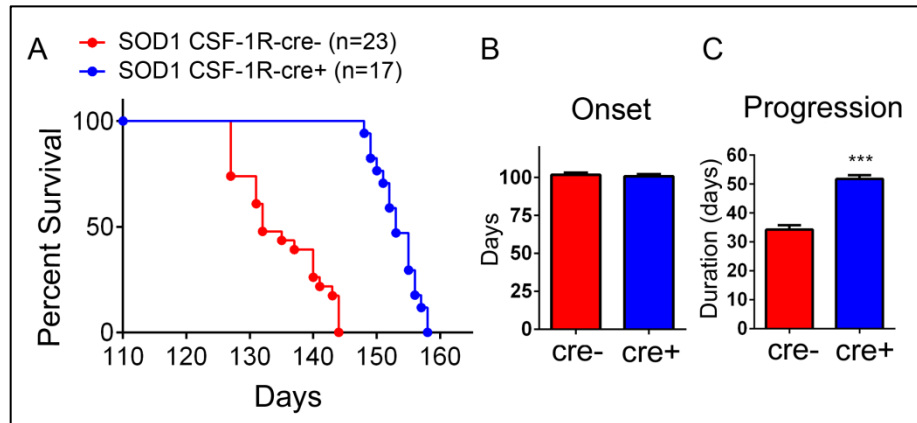 A
SOD1 CSF-1R-cre- (n=23)
SOD1 CSF-1R-cre+ (n=17)
Percent Survival
100
50
0
110 120 130 140 150 160
Days
B
Onset
Days
100
75
50
25
0
cre- cre+
C
Progression
***
Duration (days)
60
50
40
30
20
10
0
cre- cre+